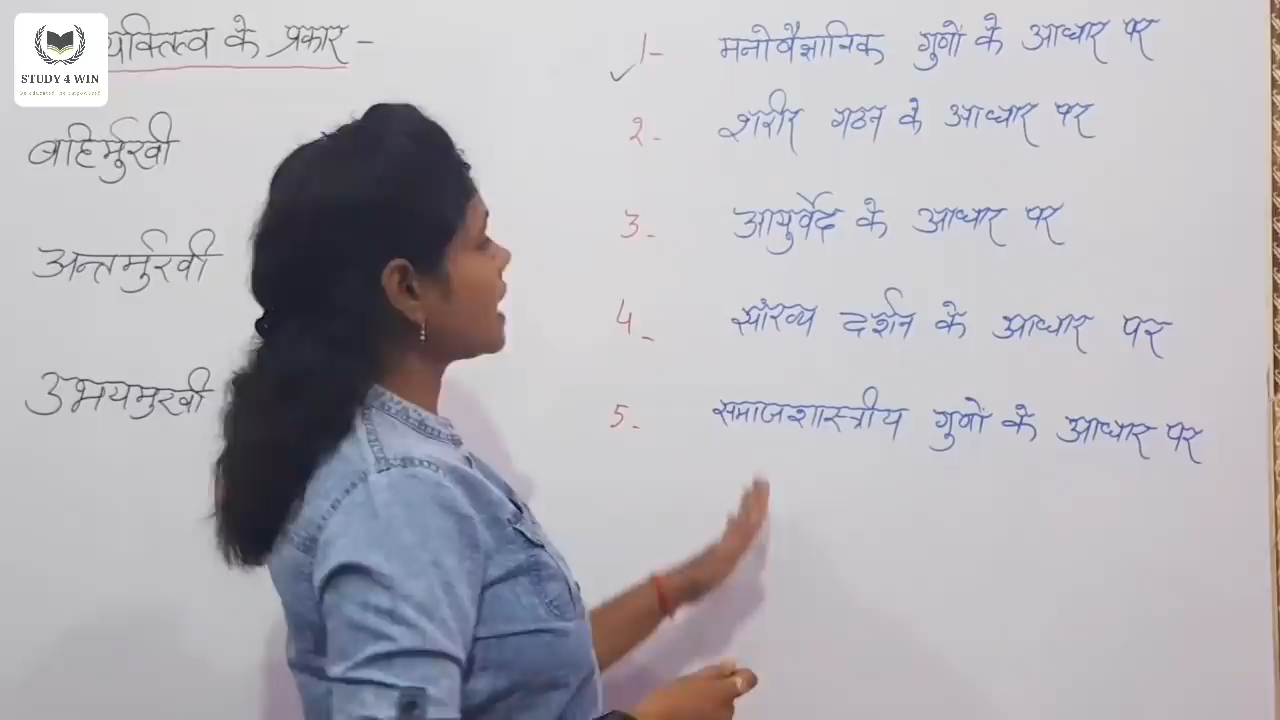 STUDY 4 WIN
व्यक्तित्व के प्रकार -
बहिर्मुखी
अन्तर्मुखी
उभयमुखी
1- मनोवैज्ञानिक गुणों के आधार पर
2- शरीर गठन के आधार पर
3- आयुर्वेद के आधार पर
4- सांख्य दर्शन के आधार पर
5- समाजशास्त्रीय गुणों के आधार पर